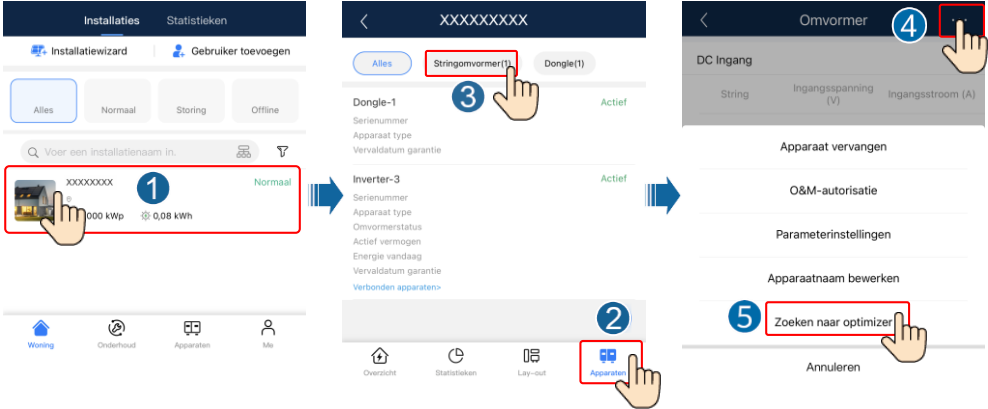 Installaties Statistieken
Installatiewizard Gebruiker toevoegen
Alles Normaal Storing Offline
Voer een installatienaam in.
XXXXXXXX Normaal
1
000 kWp 0,08 kWh
Woning Onderhoud Apparaten Me
XXXXXXXXX
Alles Stringomvormer(1) Dongle(1)
3
Dongle-1 Actief
Serienummer
Apparaat type
Vervaldatum garantie
Inverter-3 Actief
Serienummer
Apparaat type
Omvormerstatus
Actief vermogen
Energie vandaag
Vervaldatum garantie
Verbonden apparaten>
2
Overzicht Statistieken Lay-out Apparaten
Omvormer 4 ...
DC Ingang
String Ingangsspanning (V) Ingangsstroom (A)
Apparaat vervangen
O&M-autorisatie
Parameterinstellingen
Apparaatnaam bewerken
5 Zoeken naar optimizer
Annuleren